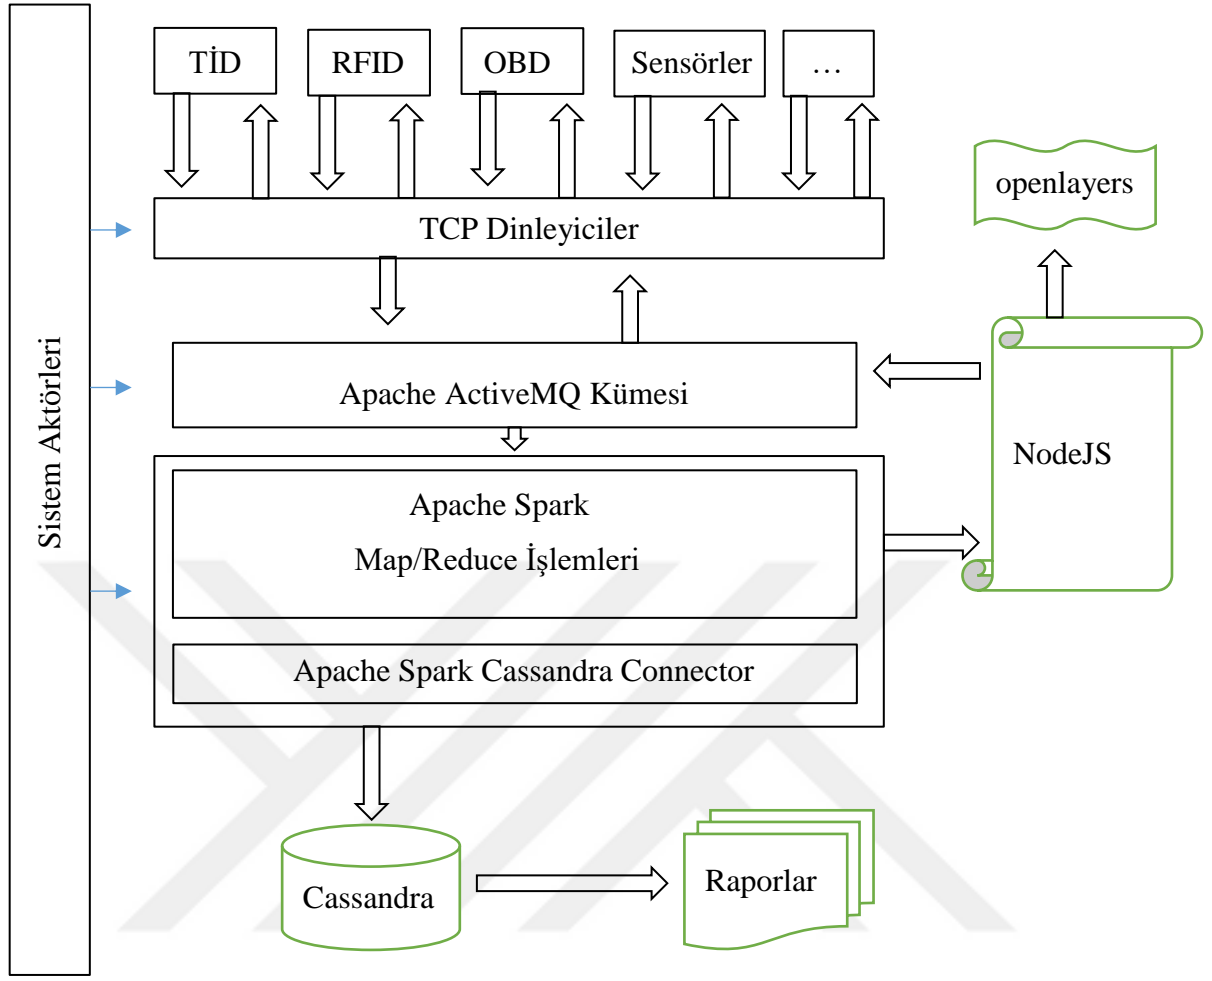 TİD
RFID
OBD
Sensörler
…
openlayers
TCP Dinleyiciler
Sistem Aktörleri
Apache ActiveMQ Kümesi
NodeJS
Apache Spark
Map/Reduce İşlemleri
Apache Spark Cassandra Connector
Cassandra
Raporlar